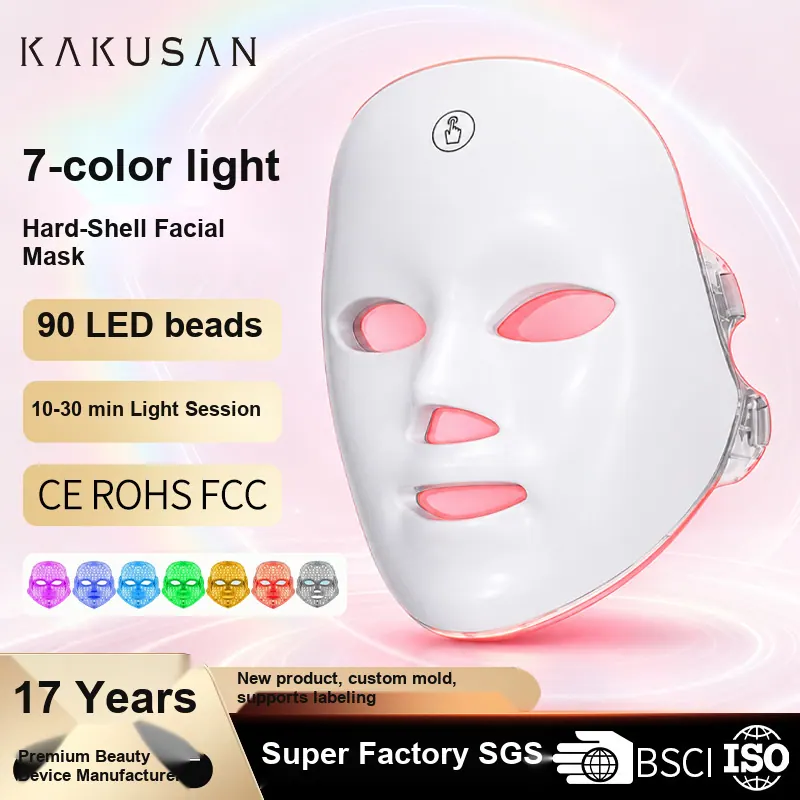 KAKUSAN
7-color light
Hard-Shell Facial
Mask
90 LED beads
10-30 min Light Session
CE ROHS FCC
17 Years
Premium Beauty
Device Manufacturer
New product, custom mold,
supports labeling
Super Factory SGS
BSCI
ISO